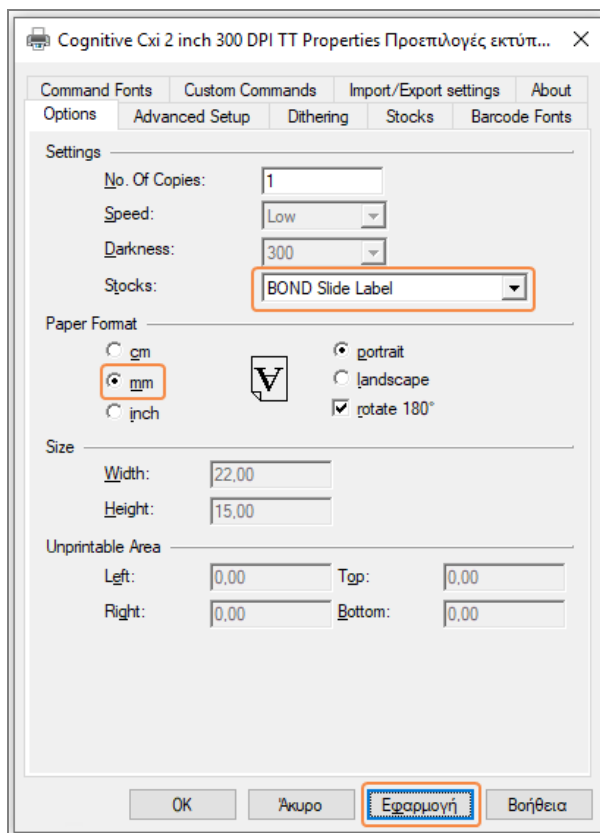 Cognitive Cxi 2 inch 300 DPI TT Properties Προεπιλογές εκτύπ...
Command Fonts Custom Commands Import/Export settings About
Options Advanced Setup Dithering Stocks Barcode Fonts
Settings
No. Of Copies: 1
Speed: Low
Darkness: 300
Stocks: BOND Slide Label
Paper Format
cm portrait
mm A landscape
inch rotate 180°
Size
Width: 22,00
Height: 15,00
Unprintable Area
Left: 0,00 Top: 0,00
Right: 0,00 Bottom: 0,00
OK Άκυρο Εφαρμογή Βοήθεια